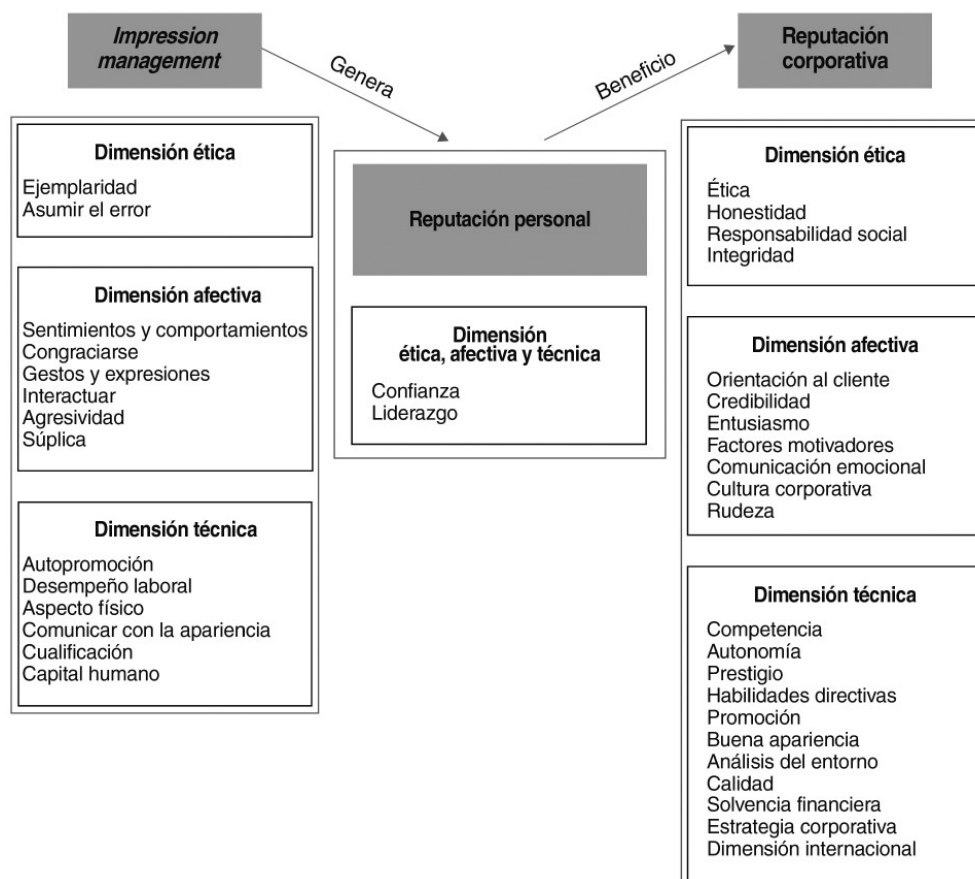 Impression
management
Genera
Beneficio
Reputación
corporativa
Dimensión ética
Ejemplaridad
Asumir el error
Dimensión afectiva
Sentimientos y comportamientos
Congraciarse
Gestos y expresiones
Interactuar
Agresividad
Súplica
Dimensión técnica
Autopromoción
Desempeño laboral
Aspecto físico
Comunicar con la apariencia
Cualificación
Capital humano
Reputación personal
Dimensión
ética, afectiva y técnica
Confianza
Liderazgo
Dimensión ética
Ética
Honestidad
Responsabilidad social
Integridad
Dimensión afectiva
Orientación al cliente
Credibilidad
Entusiasmo
Factores motivadores
Comunicación emocional
Cultura corporativa
Rudeza
Dimensión técnica
Competencia
Autonomía
Prestigio
Habilidades directivas
Promoción
Buena apariencia
Análisis del entorno
Calidad
Solvencia financiera
Estrategia corporativa
Dimensión internacional